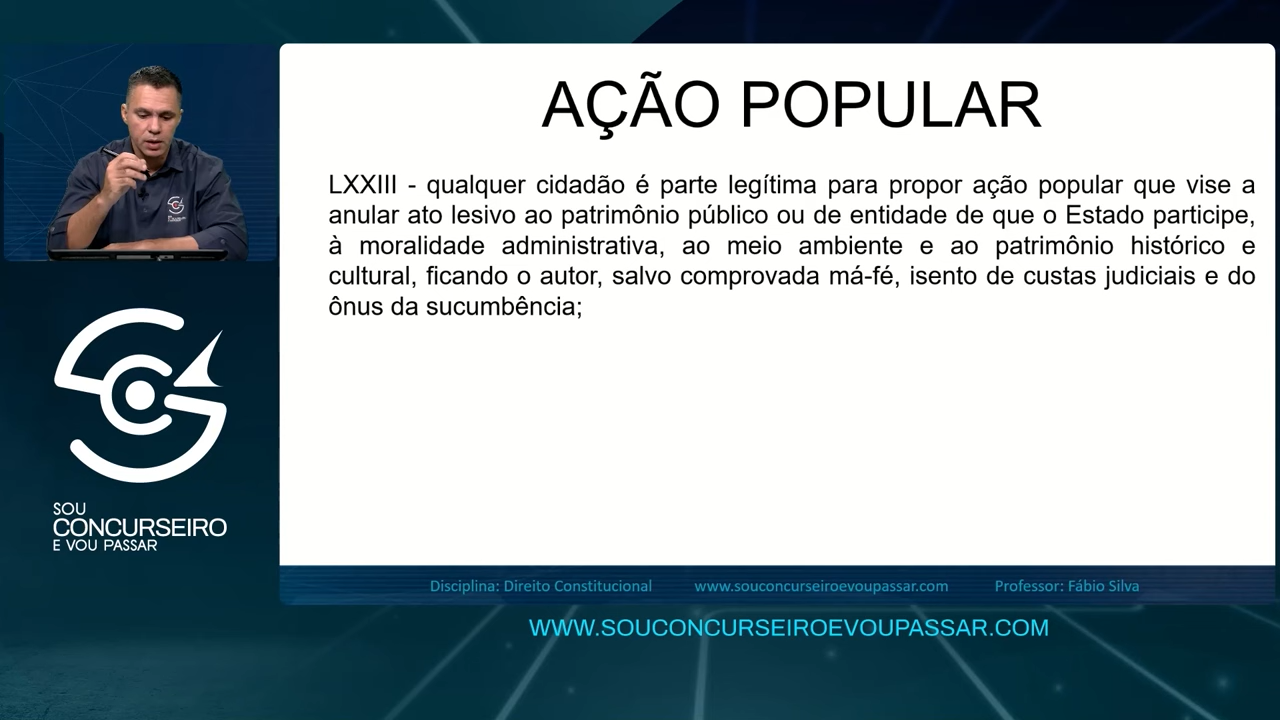 AÇÃO POPULAR
LXXIII - qualquer cidadão é parte legítima para propor ação popular que vise a
anular ato lesivo ao patrimônio público ou de entidade de que o Estado participe,
à moralidade administrativa, ao meio ambiente e ao patrimônio histórico e
cultural, ficando o autor, salvo comprovada má-fé, isento de custas judiciais e do
ônus da sucumbência;
SOU
CONCURSEIRO
E VOU PASSAR
Disciplina: Direito Constitucional www.souconcurseiroevoupassar.com Professor: Fábio Silva
WWW.SOUCONCURSEIROEVOUPASSAR.COM